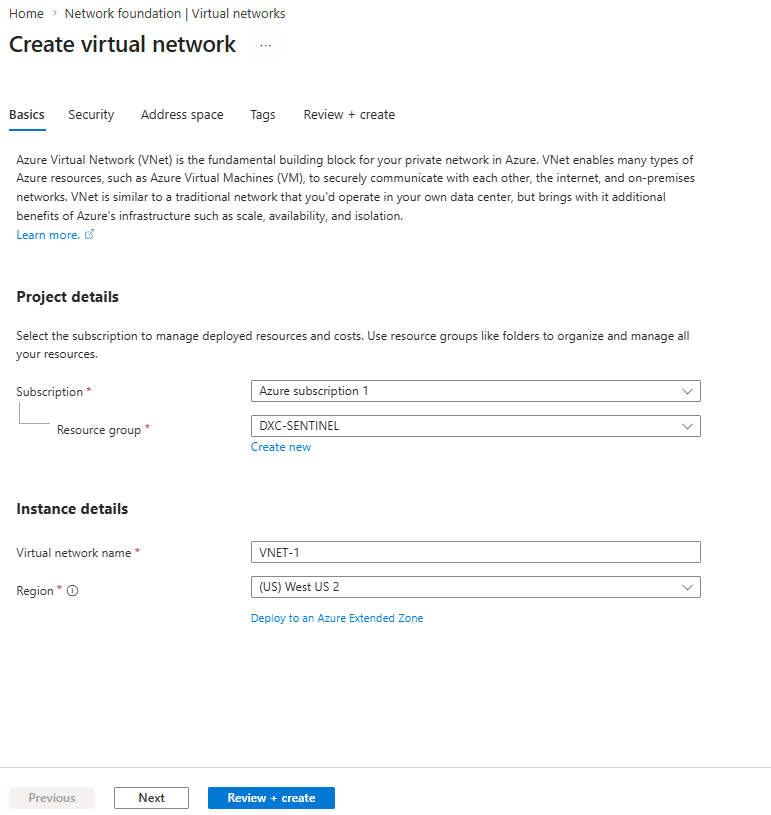 Home > Network foundation | Virtual networks
Create virtual network ...
Basics Security Address space Tags Review + create
Azure Virtual Network (VNet) is the fundamental building block for your private network in Azure. VNet enables many types of
Azure resources, such as Azure Virtual Machines (VM), to securely communicate with each other, the internet, and on-premises
networks. VNet is similar to a traditional network that you'd operate in your own data center, but brings with it additional
benefits of Azure's infrastructure such as scale, availability, and isolation.
Learn more.
Project details
Select the subscription to manage deployed resources and costs. Use resource groups like folders to organize and manage all
your resources.
Subscription * Azure subscription 1
Resource group * DXC-SENTINEL
Create new
Instance details
Virtual network name * VNET-1
Region * (US) West US 2
Deploy to an Azure Extended Zone
Previous Next Review + create